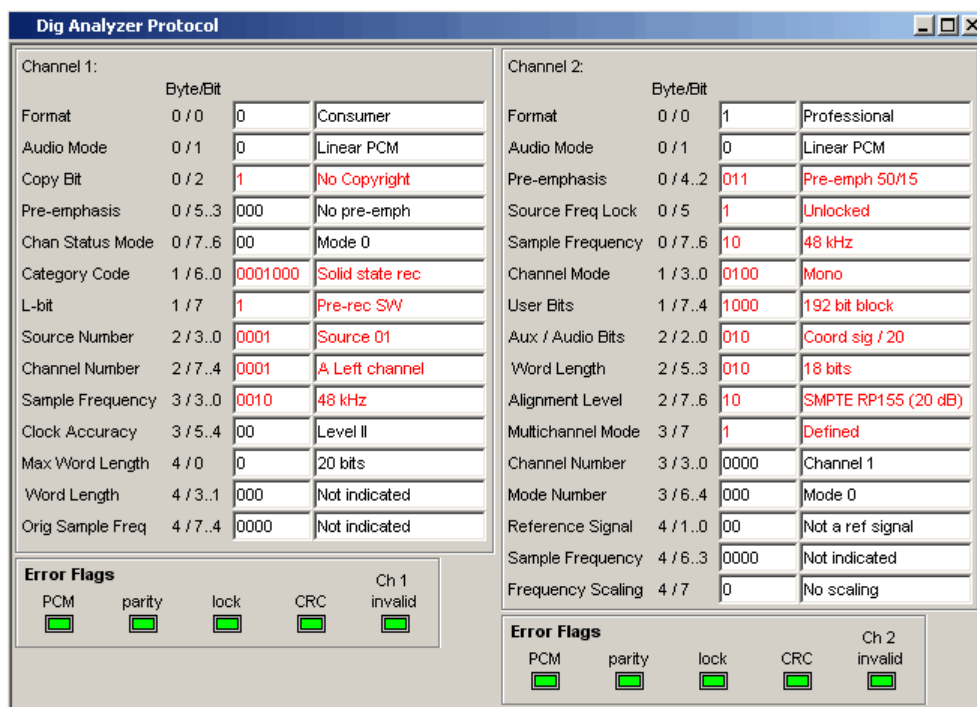 Dig Analyzer Protocol
Channel 1:
Byte/Bit
Format 0 / 0 0 Consumer
Audio Mode 0 / 1 0 Linear PCM
Copy Bit 0 / 2 1 No Copyright
Pre-emphasis 0 / 5..3 000 No pre-emph
Chan Status Mode 0 / 7..6 00 Mode 0
Category Code 1 / 6..0 0001000 Solid state rec
L-bit 1 / 7 1 Pre-rec SW
Source Number 2 / 3..0 0001 Source 01
Channel Number 2 / 7..4 0001 A Left channel
Sample Frequency 3 / 3..0 0010 48 kHz
Clock Accuracy 3 / 5..4 00 Level II
Max Word Length 4 / 0 0 20 bits
Word Length 4 / 3..1 000 Not indicated
Orig Sample Freq 4 / 7..4 0000 Not indicated
Error Flags
Ch 1
PCM parity lock CRC invalid
Channel 2:
Byte/Bit
Format 0 / 0 1 Professional
Audio Mode 0 / 1 0 Linear PCM
Pre-emphasis 0 / 4..2 011 Pre-emph 50/15
Source Freq Lock 0 / 5 1 Unlocked
Sample Frequency 0 / 7..6 10 48 kHz
Channel Mode 1 / 3..0 0100 Mono
User Bits 1 / 7..4 1000 192 bit block
Aux / Audio Bits 2 / 2..0 010 Coord sig / 20
Word Length 2 / 5..3 010 18 bits
Alignment Level 2 / 7..6 10 SMPTE RP155 (20 dB)
Multichannel Mode 3 / 7 1 Defined
Channel Number 3 / 3..0 0000 Channel 1
Mode Number 3 / 6..4 000 Mode 0
Reference Signal 4 / 1..0 00 Not a ref signal
Sample Frequency 4 / 6..3 0000 Not indicated
Frequency Scaling 4 / 7 0 No scaling
Error Flags
Ch 2
PCM parity lock CRC invalid